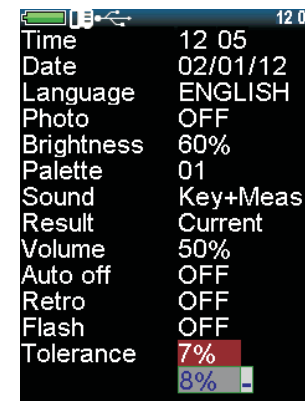 12 0
Time 12 05
Date 02/01/12
Language ENGLISH
Photo OFF
Brightness 60%
Palette 01
Sound Key+Meas
Result Current
Volume 50%
Auto off OFF
Retro OFF
Flash OFF
Tolerance 7%
8% -